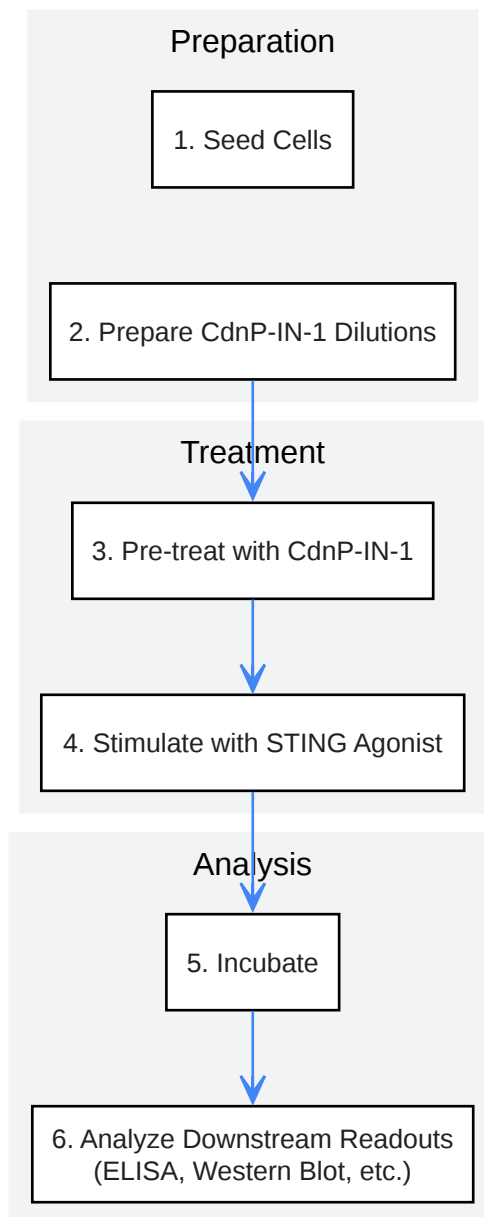 Preparation
1. Seed Cells
2. Prepare CdnP-IN-1 Dilutions
Treatment
3. Pre-treat with CdnP-IN-1
4. Stimulate with STING Agonist
Analysis
5. Incubate
6. Analyze Downstream Readouts
(ELISA, Western Blot, etc.)